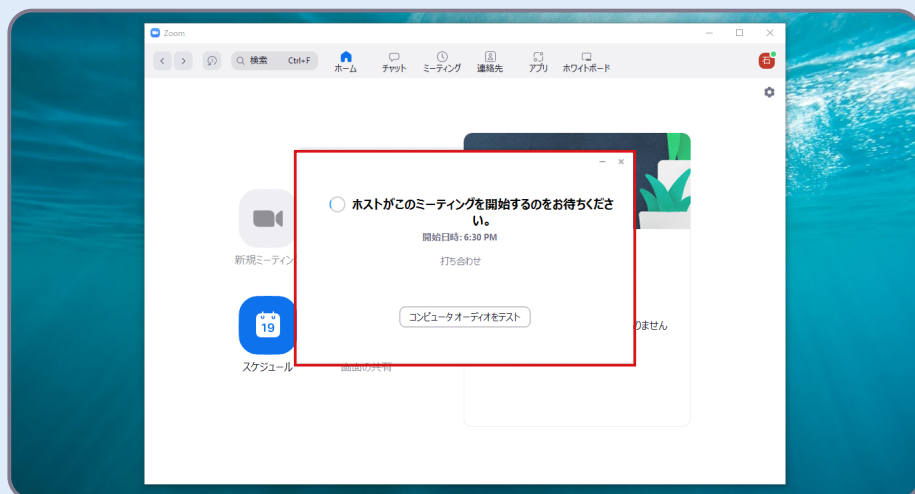 Zoom
検索 Ctrl+F
ホーム
チャット
ミーティング
連絡先
アプリ
ホワイトボード
石
ホストがこのミーティングを開始するのをお待ちくださ
い。
開始日時: 6:30 PM
打ち合わせ
新規ミーティン
コンピュータ オーディオをテスト
19
りません
スケジュール
画面の共有